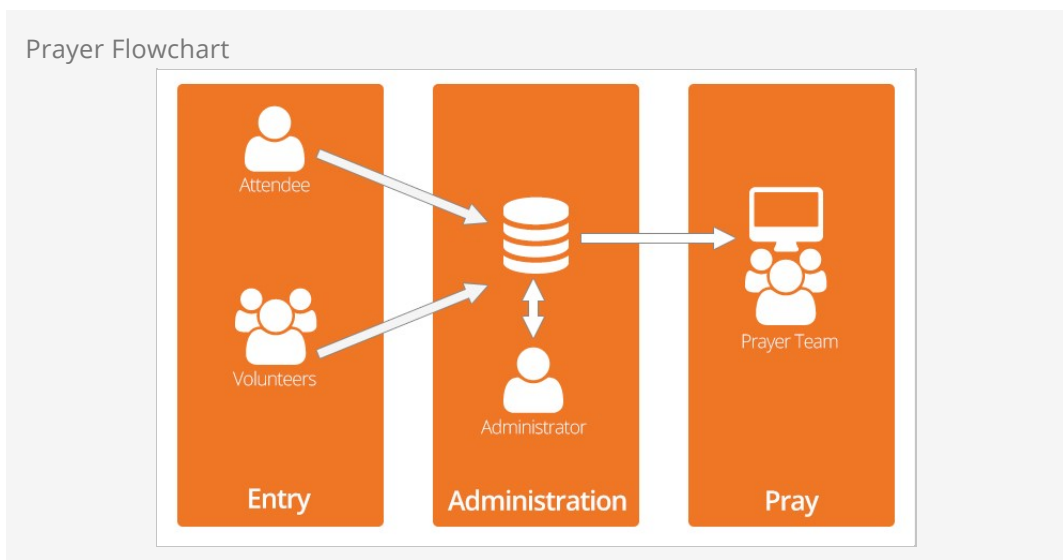 Prayer Flowchart
Attendee
Volunteers
Entry
Administrator
Administration
Prayer Team
Pray